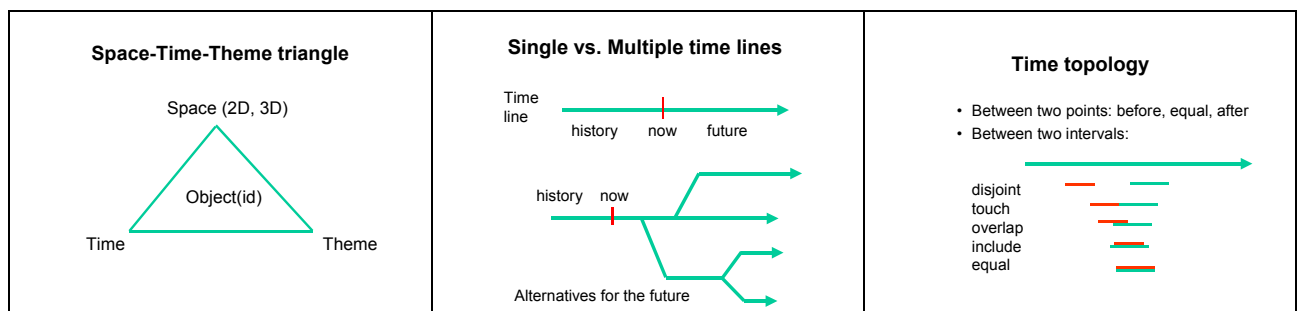 Space-Time-Theme triangle
Space (2D, 3D)
Object(id)
Time
Theme
Single vs. Multiple time lines
Time
line
history now future
history now
Alternatives for the future
Time topology
• Between two points: before, equal, after
• Between two intervals:
disjoint
touch
overlap
include
equal